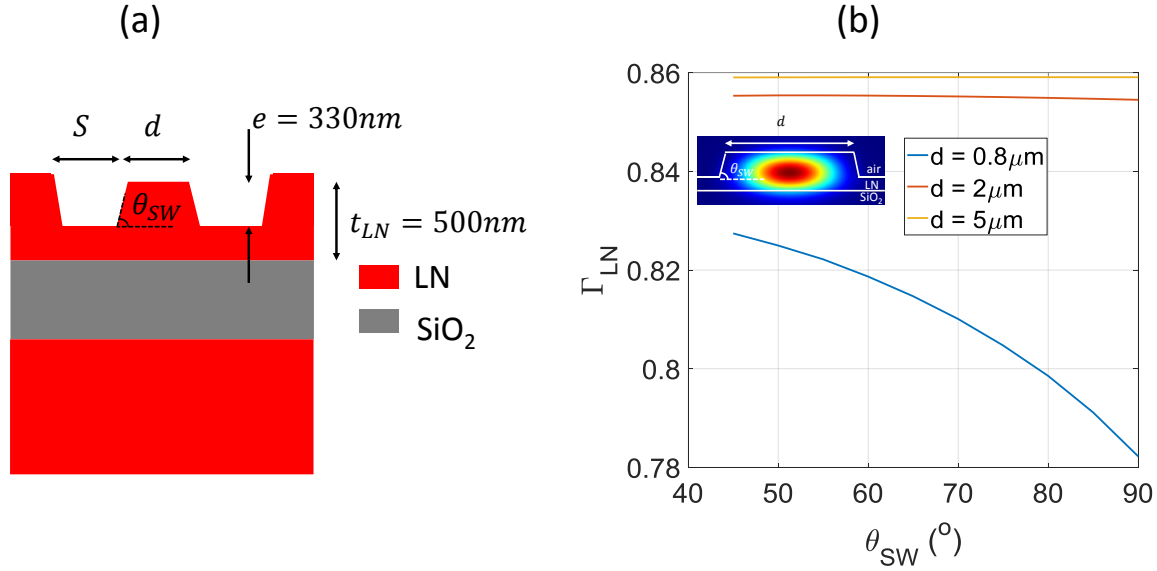 (a)
S
d
e = 330nm
θSW
tLN = 500nm
LN
SiO2
(b)
0.86
0.84
0.82
0.8
0.78
ΓLN
40
50
60
70
80
90
θSW (o)
d
θSW
air
LN
SiO2
d = 0.8μm
d = 2μm
d = 5μm